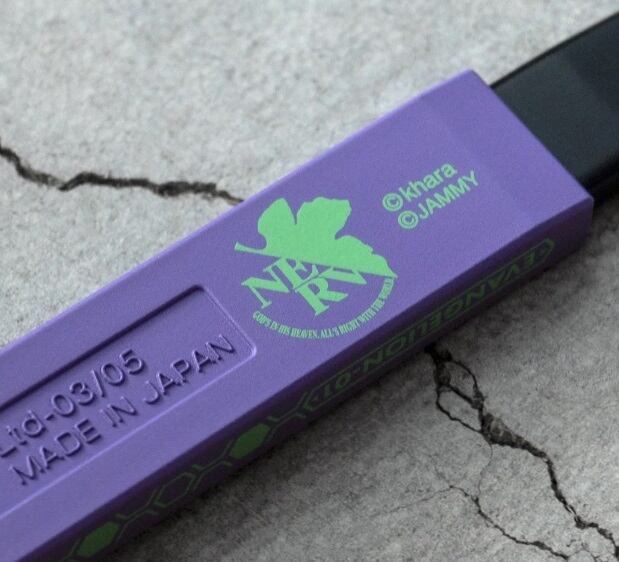 ©khara
©JAMMY
NERV
GOD'S IN HIS HEAVEN. ALL'S RIGHT WITH THE WORLD.
Ltd-03/05
MADE IN JAPAN
EVANGELION-01